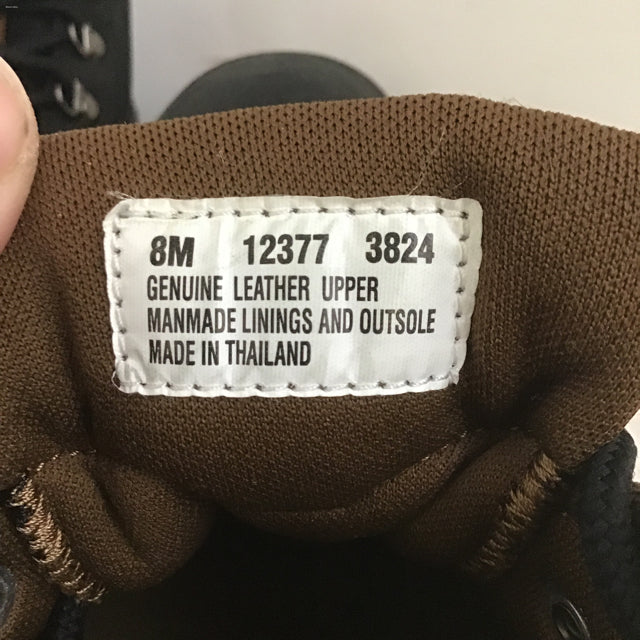 8M 12377 3824
GENUINE LEATHER UPPER
MANMADE LININGS AND OUTSOLE
MADE IN THAILAND